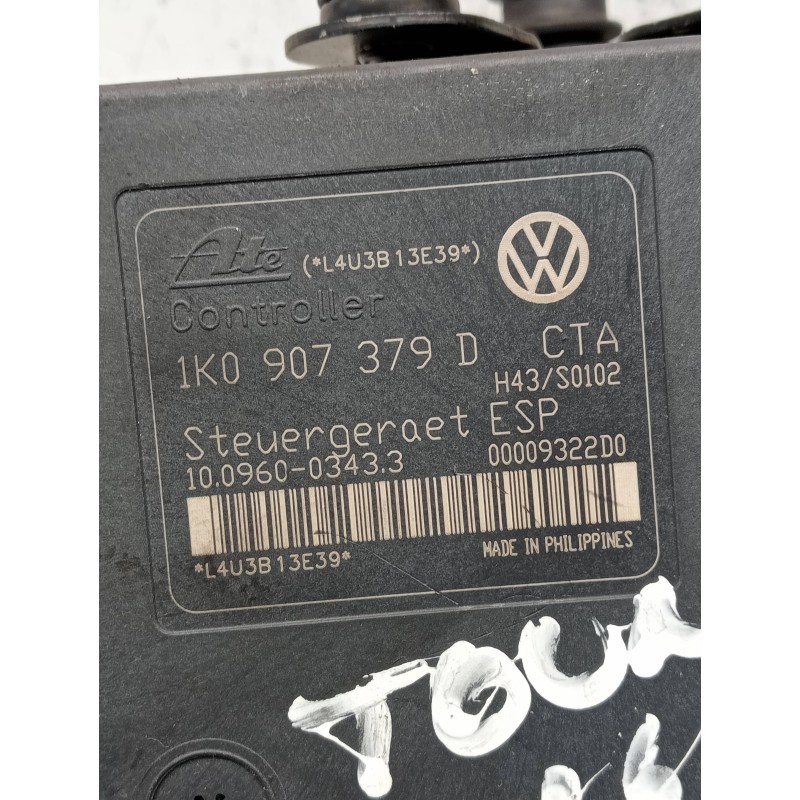 Ate (*L4U3B13E39*)
Controller
1K0 907 379 D CTA
H43/S0102
Steuergeraet ESP
10.0960-0343.3 00009322D0
*L4U3B13E39* MADE IN PHILIPPINES